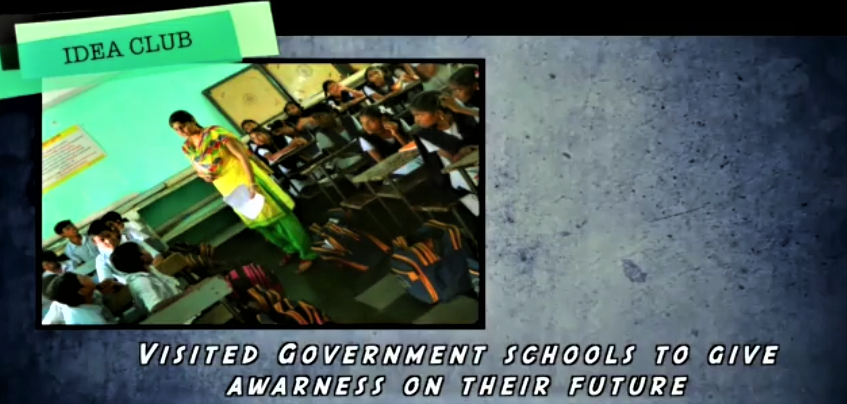 IDEA CLUB
VISITED GOVERNMENT SCHOOLS TO GIVE
AWARNESS ON THEIR FUTURE